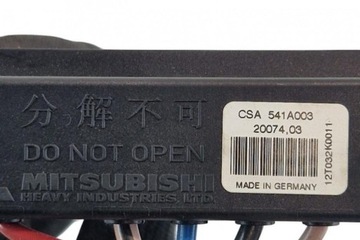 分解不可
DO NOT OPEN
MITSUBISHI
HEAVY INDUSTRIES, LTD.
CSA 541A003
20074,03
MADE IN GERMANY
12T032K0011